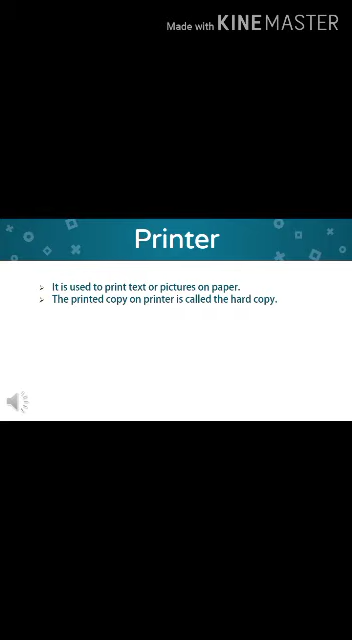 Made with KINEMASTER
Printer
➢ It is used to print text or pictures on paper.
➢ The printed copy on printer is called the hard copy.